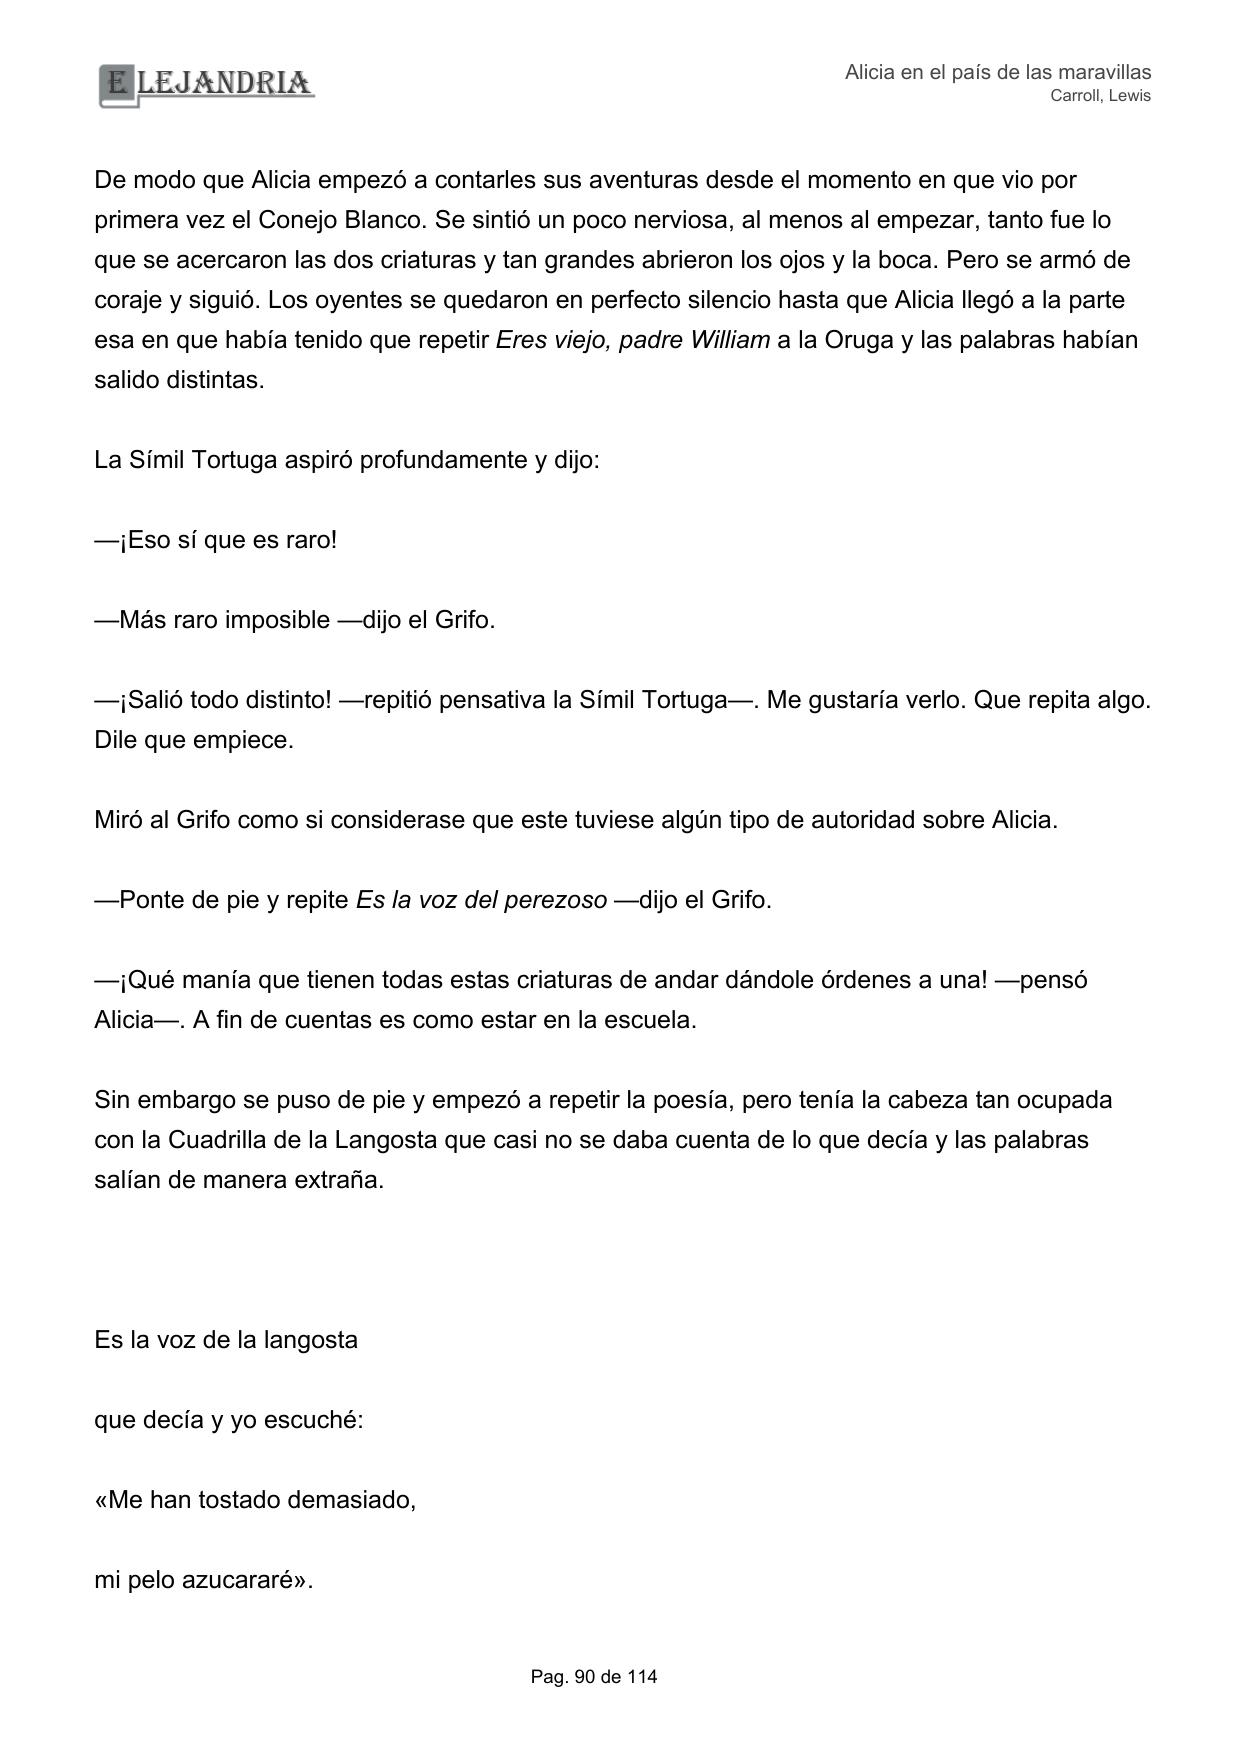 ELEJANDRIA
Alicia en el país de las maravillas
Carroll, Lewis
De modo que Alicia empezó a contarles sus aventuras desde el momento en que vio por
primera vez el Conejo Blanco. Se sintió un poco nerviosa, al menos al empezar, tanto fue lo
que se acercaron las dos criaturas y tan grandes abrieron los ojos y la boca. Pero se armó de
coraje y siguió. Los oyentes se quedaron en perfecto silencio hasta que Alicia llegó a la parte
esa en que había tenido que repetir Eres viejo, padre William a la Oruga y las palabras habían
salido distintas.
La Símil Tortuga aspiró profundamente y dijo:
—¡Eso sí que es raro!
—Más raro imposible —dijo el Grifo.
—¡Salió todo distinto! —repitió pensativa la Símil Tortuga—. Me gustaría verlo. Que repita algo.
Dile que empiece.
Miró al Grifo como si considerase que este tuviese algún tipo de autoridad sobre Alicia.
—Ponte de pie y repite Es la voz del perezoso —dijo el Grifo.
—¡Qué manía que tienen todas estas criaturas de andar dándole órdenes a una! —pensó
Alicia—. A fin de cuentas es como estar en la escuela.
Sin embargo se puso de pie y empezó a repetir la poesía, pero tenía la cabeza tan ocupada
con la Cuadrilla de la Langosta que casi no se daba cuenta de lo que decía y las palabras
salían de manera extraña.
Es la voz de la langosta
que decía y yo escuché:
«Me han tostado demasiado,
mi pelo azucararé».
Pag. 90 de 114